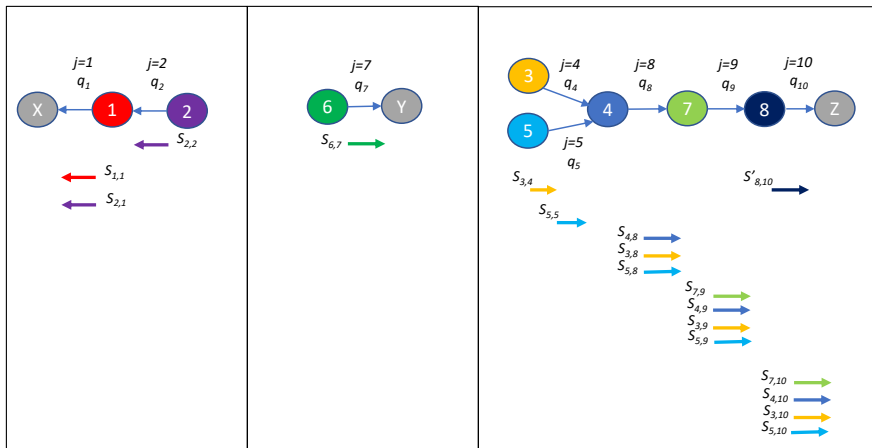 j=1
q1
j=2
q2
X
1
2
S2,2
S1,1
S2,1
j=7
q7
6
Y
S6,7
3
j=4
q4
j=8
q8
j=9
q9
j=10
q10
5
4
7
8
Z
j=5
q5
S3,4
S'8,10
S5,5
S4,8
S3,8
S5,8
S7,9
S4,9
S3,9
S5,9
S7,10
S4,10
S3,10
S5,10